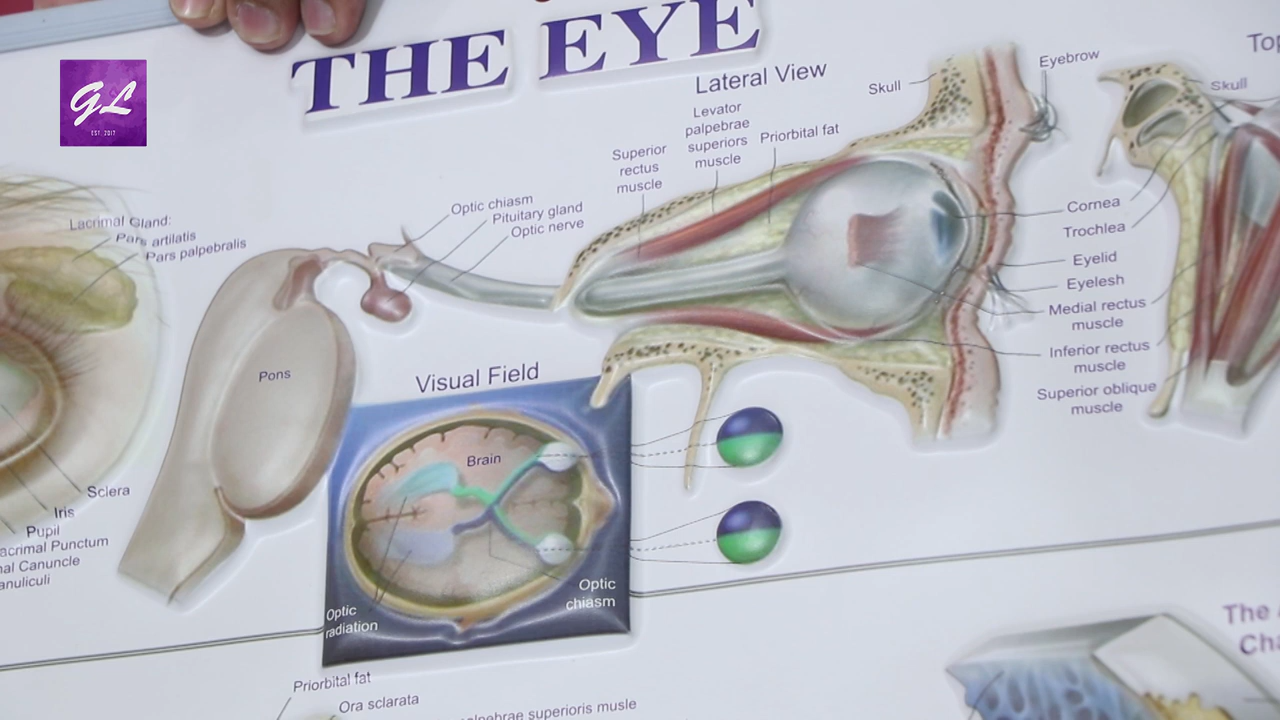 GL
EST. 2017
THE EYE
Lateral View
Top
Skull
Eyebrow
Skull
Levator
palpebrae
superiors
muscle
Priorbital fat
Superior
rectus
muscle
Optic chiasm
Pituitary gland
Optic nerve
Lacrimal Gland:
Pars artilatis
Pars palpebralis
Cornea
Trochlea
Eyelid
Eyelesh
Medial rectus
muscle
Inferior rectus
muscle
Superior oblique
muscle
Pons
Visual Field
Brain
Optic
radiation
Optic
chiasm
Sclera
Iris
Pupil
acrimal Punctum
nal Canuncle
anuliculi
Priorbital fat
Ora sclarata
alpebrae superioris musle
The
Cha